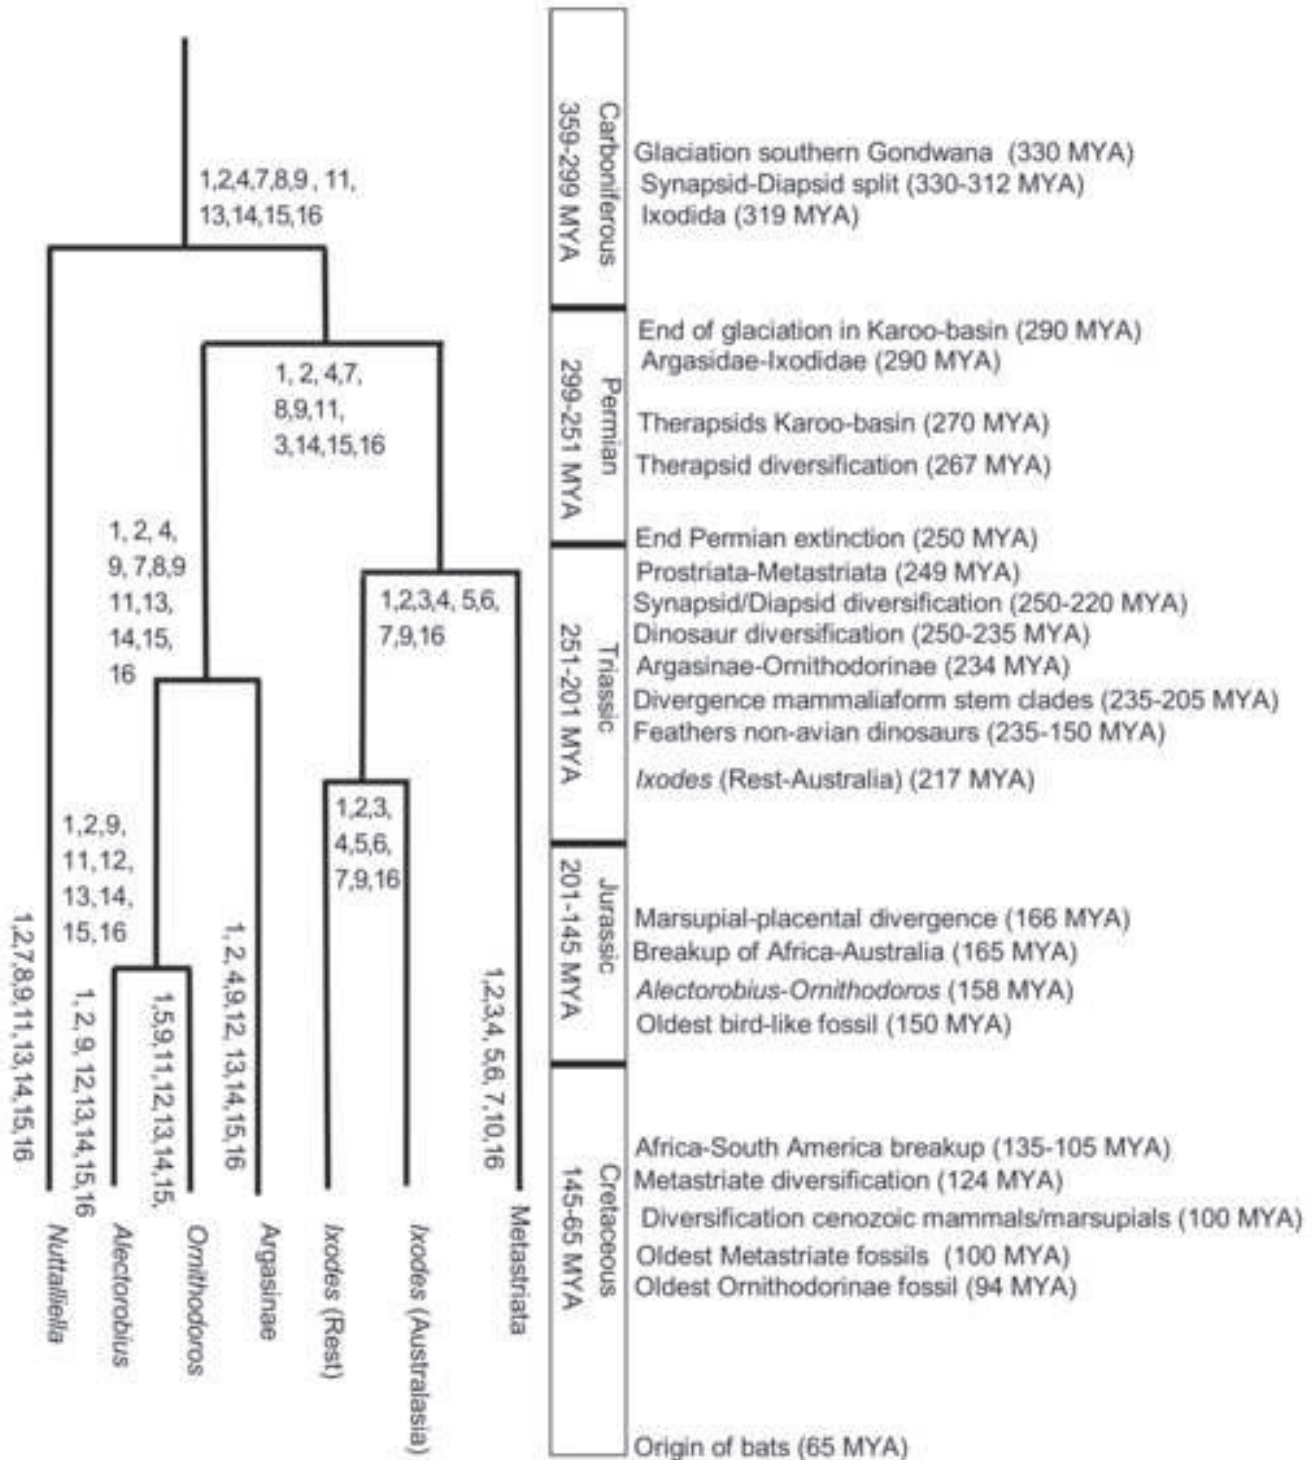 1,2,4,7,8,9 , 11,
13,14,15,16
1, 2, 4,7,
8,9,11,
3,14,15,16
1, 2, 4,
9, 7,8,9
11,13,
14,15,
16
1,2,3,4, 5,6,
7,9,16
1,2,3,
4,5,6,
7,9,16
1,2,9,
11,12,
13,14,
15,16
1,2,7,8,9,11,13,14,15,16
1, 2, 9, 12,13,14,15,16
1,5,9,11,12,13,14,15,
1, 2, 4,9,12, 13,14,15,16
1,2,3,4, 5,6, 7,10,16
Nuttalliella
Alectorobius
Ornithodoros
Argasinae
Ixodes (Rest)
Ixodes (Australasia)
Metastriata
Carboniferous
359-299 MYA
Permian
299-251 MYA
Triassic
251-201 MYA
Jurassic
201-145 MYA
Cretaceous
145-65 MYA
Glaciation southern Gondwana (330 MYA)
Synapsid-Diapsid split (330-312 MYA)
Ixodida (319 MYA)
End of glaciation in Karoo-basin (290 MYA)
Argasidae-Ixodidae (290 MYA)
Therapsids Karoo-basin (270 MYA)
Therapsid diversification (267 MYA)
End Permian extinction (250 MYA)
Prostriata-Metastriata (249 MYA)
Synapsid/Diapsid diversification (250-220 MYA)
Dinosaur diversification (250-235 MYA)
Argasinae-Ornithodorinae (234 MYA)
Divergence mammaliaform stem clades (235-205 MYA)
Feathers non-avian dinosaurs (235-150 MYA)
Ixodes (Rest-Australia) (217 MYA)
Marsupial-placental divergence (166 MYA)
Breakup of Africa-Australia (165 MYA)
Alectorobius-Ornithodoros (158 MYA)
Oldest bird-like fossil (150 MYA)
Africa-South America breakup (135-105 MYA)
Metastriate diversification (124 MYA)
Diversification cenozoic mammals/marsupials (100 MYA)
Oldest Metastriate fossils (100 MYA)
Oldest Ornithodorinae fossil (94 MYA)
Origin of bats (65 MYA)